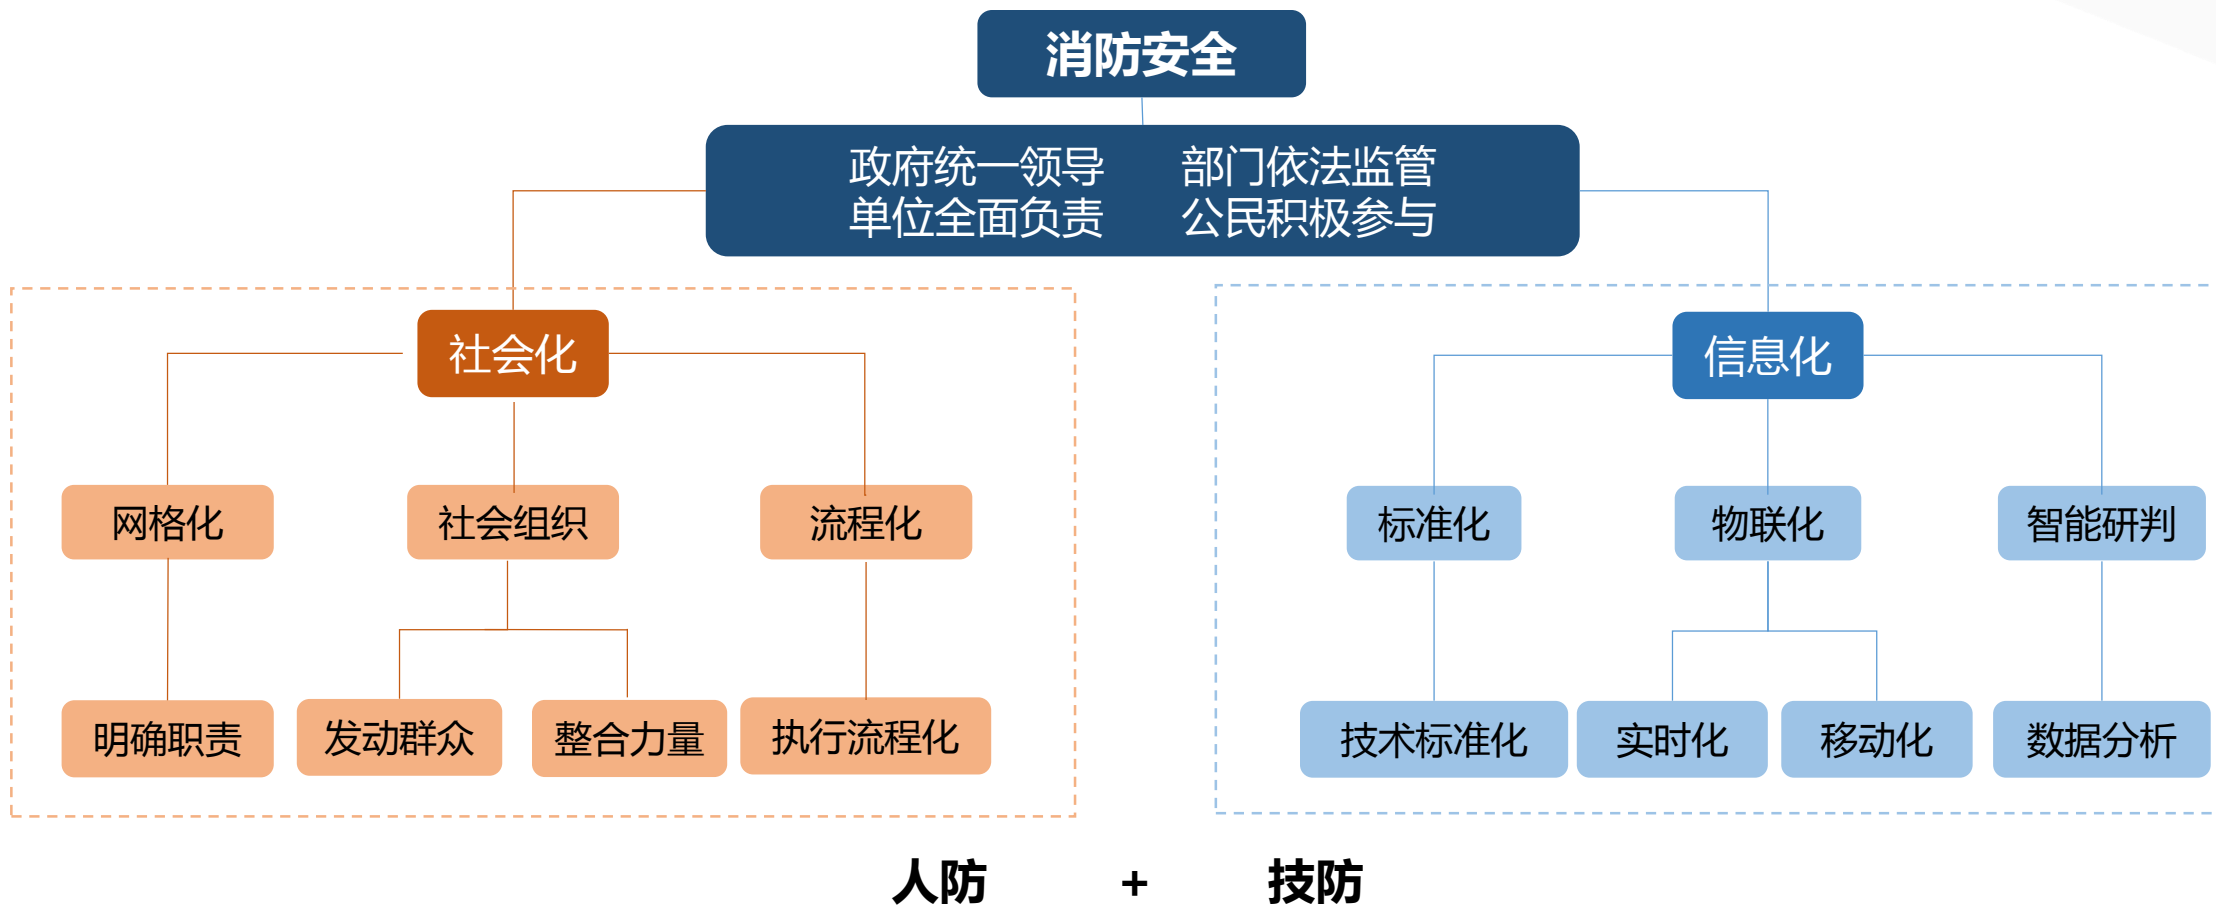 消防安全
政府统一领导 部门依法监管
单位全面负责 公民积极参与
社会化
信息化
网格化
社会组织
流程化
标准化
物联化
智能研判
明确职责
发动群众
整合力量
执行流程化
技术标准化
实时化
移动化
数据分析
人防 + 技防